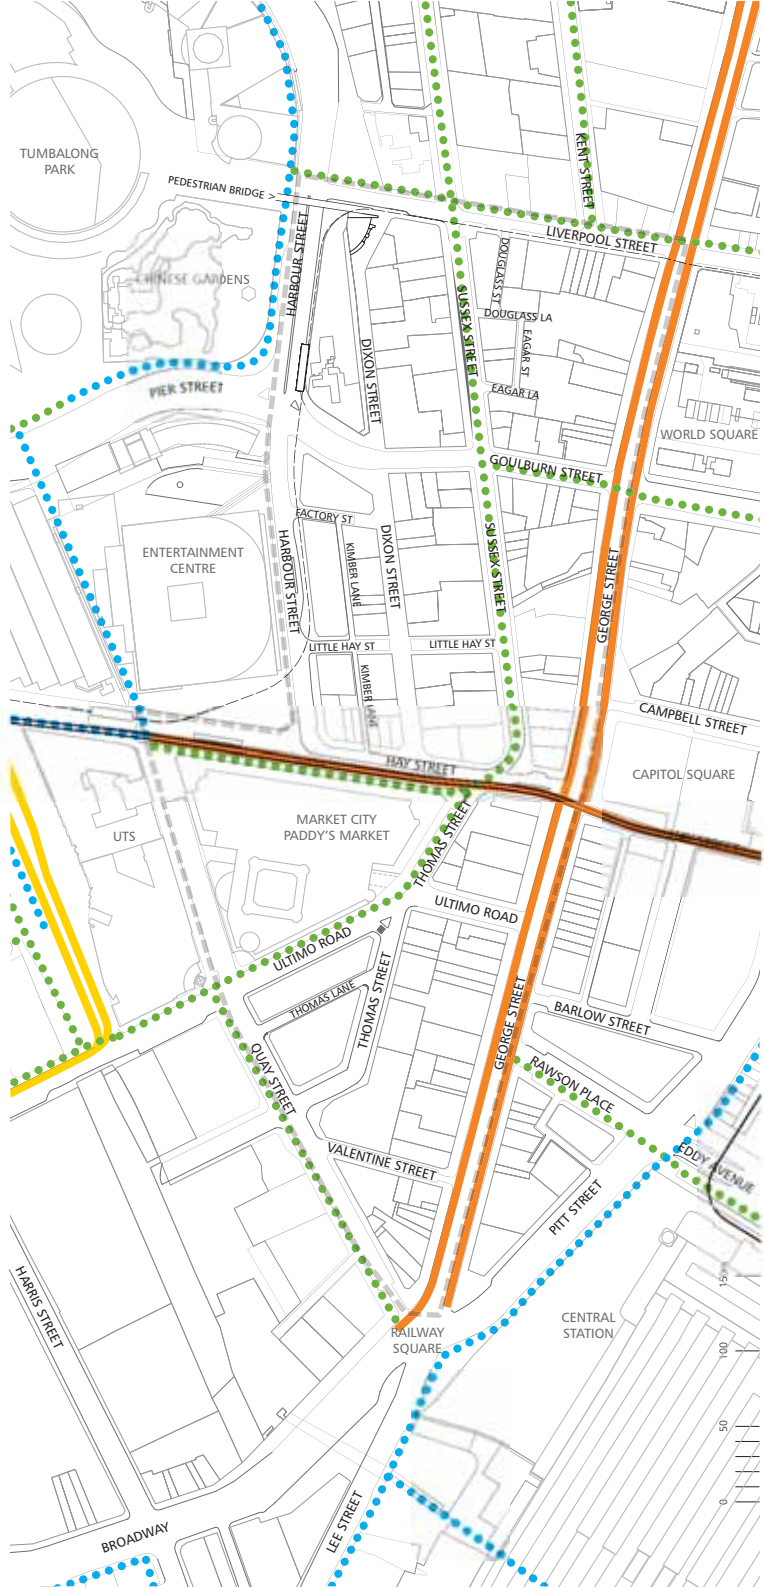 TUMBALONG
PARK
KENT STREET
PEDESTRIAN BRIDGE >
LIVERPOOL STREET
HARBOUR STREET
DOUGLASS ST
CHINESE GARDENS
SUSSEX STREET
DOUGLASS LA
EAGAR ST
DIXON STREET
PIER STREET
EAGAR LA
WORLD SQUARE
GOULBURN STREET
FACTORY ST
ENTERTAINMENT
CENTRE
HARBOUR STREET
KIMBER LANE
DIXON STREET
SUSSEX STREET
GEORGE STREET
LITTLE HAY ST
LITTLE HAY ST
KIMBER LANE
CAMPBELL STREET
HAY STREET
CAPITOL SQUARE
UTS
MARKET CITY
PADDY'S MARKET
THOMAS STREET
ULTIMO ROAD
ULTIMO ROAD
THOMAS LANE
THOMAS STREET
GEORGE STREET
BARLOW STREET
QUAY STREET
RAWSON PLACE
VALENTINE STREET
EDDY AVENUE
PITT STREET
HARRIS STREET
CENTRAL
STATION
RAILWAY
SQUARE
150
100
50
0
LEE STREET
BROADWAY